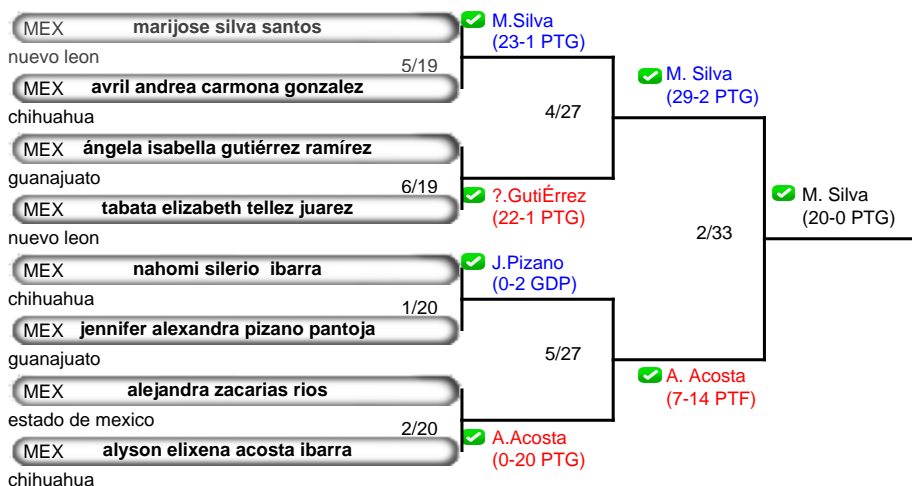 MEX marijose silva santos
nuevo leon
5/19
MEX avril andrea carmona gonzalez
chihuahua
M.Silva
(23-1 PTG)
MEX ángela isabella gutiérrez ramírez
guanajuato
6/19
MEX tabata elizabeth tellez juarez
nuevo leon
?.GutiÉrrez
(22-1 PTG)
4/27
M. Silva
(29-2 PTG)
MEX nahomi silerio ibarra
chihuahua
1/20
MEX jennifer alexandra pizano pantoja
guanajuato
J.Pizano
(0-2 GDP)
MEX alejandra zacarias rios
estado de mexico
2/20
MEX alyson elixena acosta ibarra
chihuahua
A.Acosta
(0-20 PTG)
5/27
A. Acosta
(7-14 PTF)
2/33
M. Silva
(20-0 PTG)